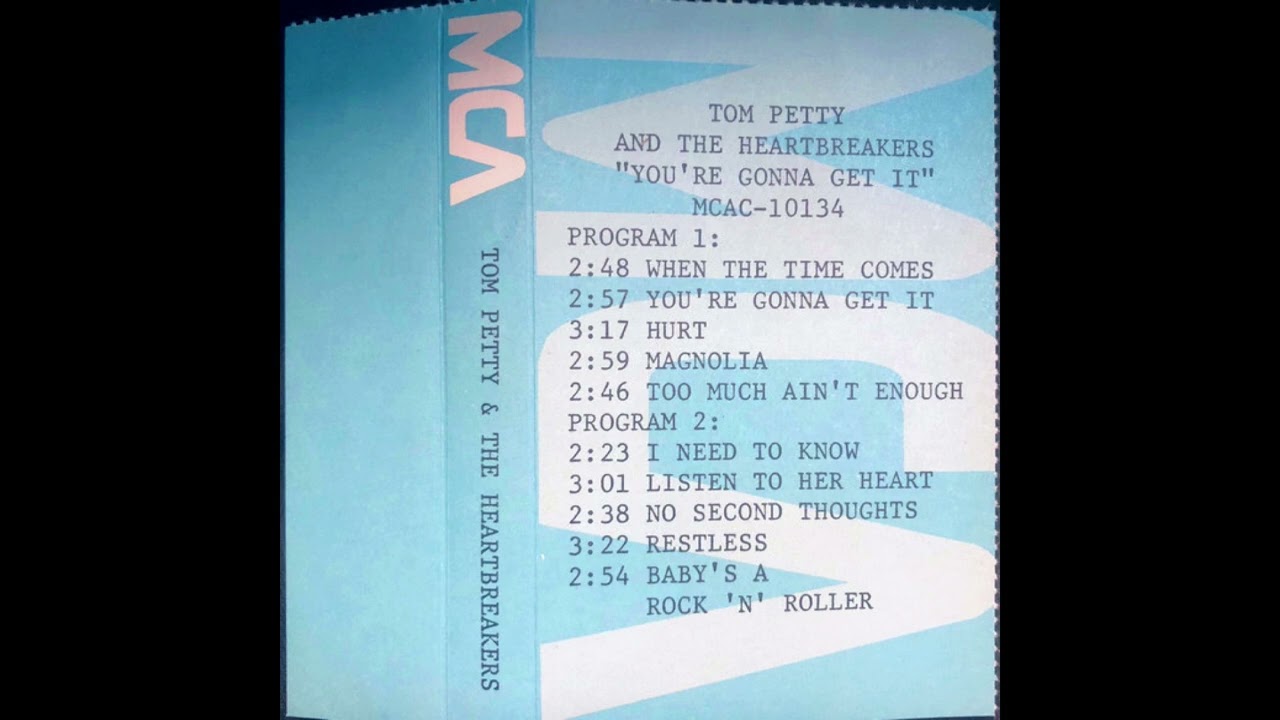 MCA
TOM PETTY & THE HEARTBREAKERS
TOM PETTY
AND THE HEARTBREAKERS
"YOU'RE GONNA GET IT"
MCAC-10134
PROGRAM 1:
2:48 WHEN THE TIME COMES
2:57 YOU'RE GONNA GET IT
3:17 HURT
2:59 MAGNOLIA
2:46 TOO MUCH AIN'T ENOUGH
PROGRAM 2:
2:23 I NEED TO KNOW
3:01 LISTEN TO HER HEART
2:38 NO SECOND THOUGHTS
3:22 RESTLESS
2:54 BABY'S A
ROCK 'N' ROLLER